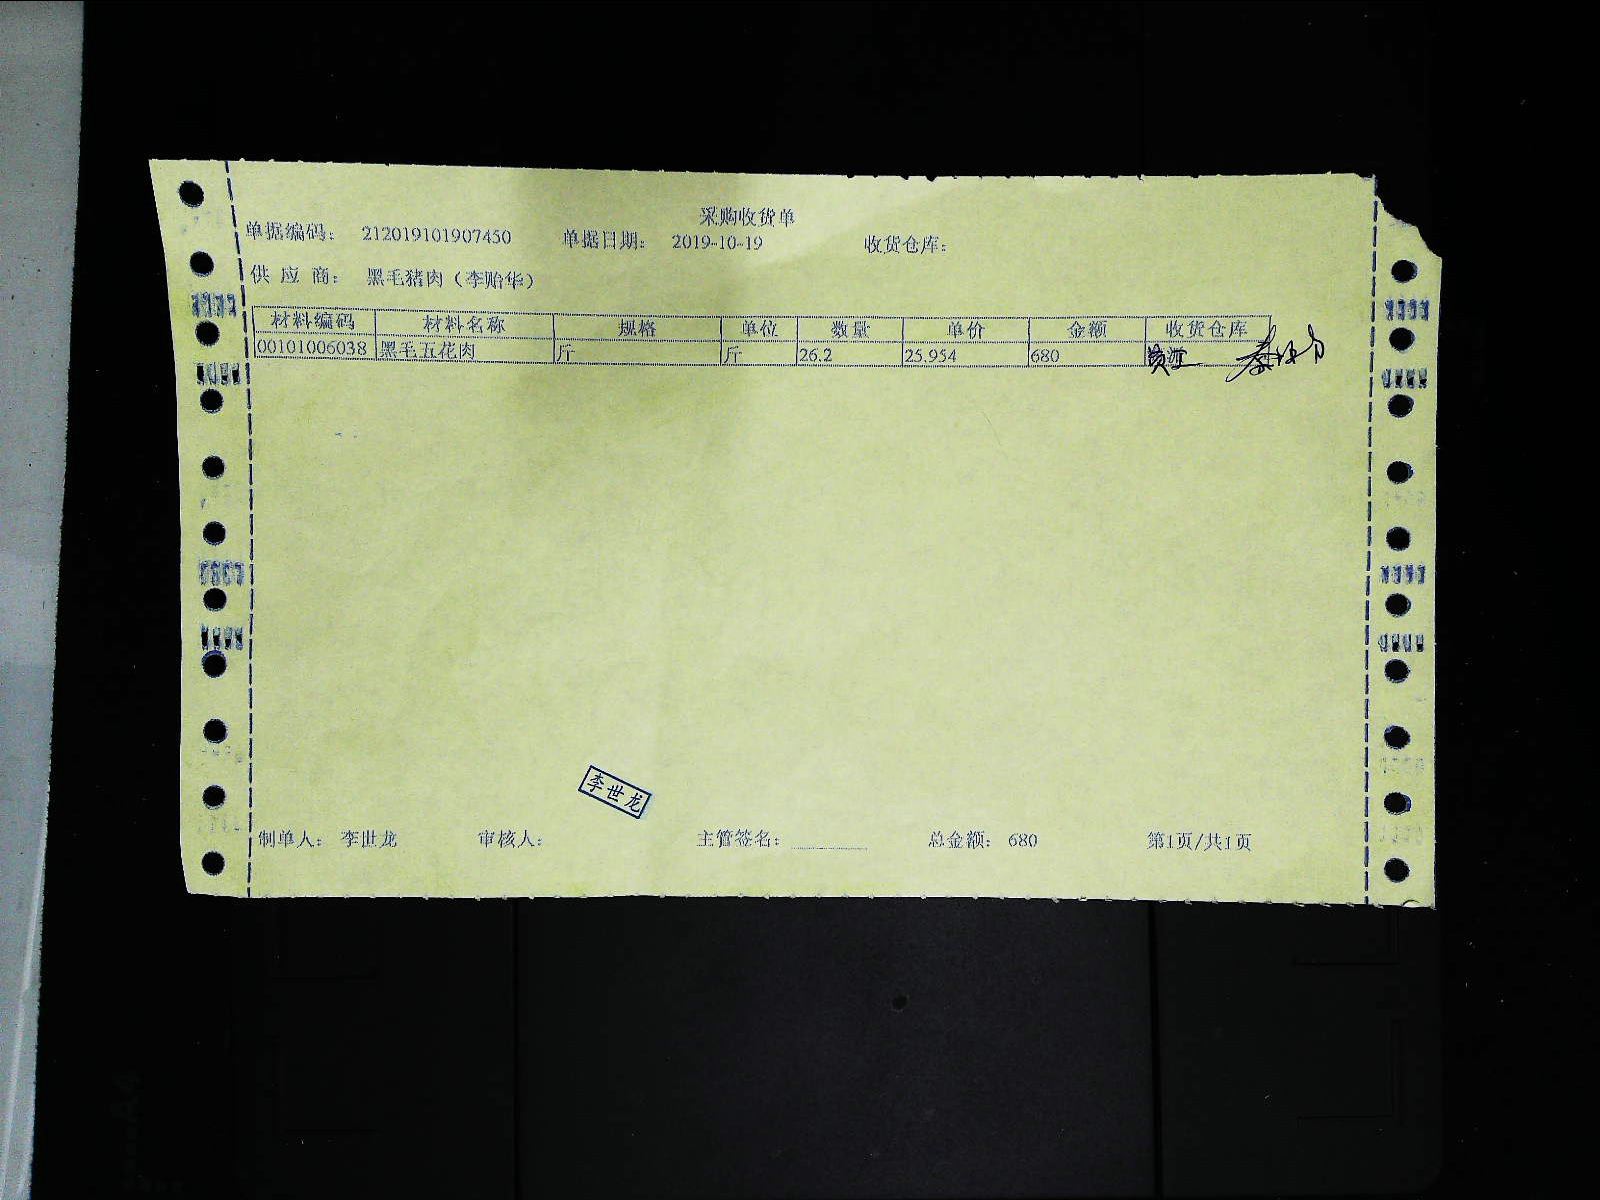 采购收货单
单据编码： 212019101907450 单据日期： 2019-10-19 收货仓库：
供 应 商： 黑毛猪肉（李贻华）
材料编码 材料名称 规格 单位 数量 单价 金额 收货仓库
00101006038 黑毛五花肉 斤 斤 26.2 25.954 680
李世龙
制单人： 李世龙 审核人： 主管签名： 总金额： 680 第1页/共1页